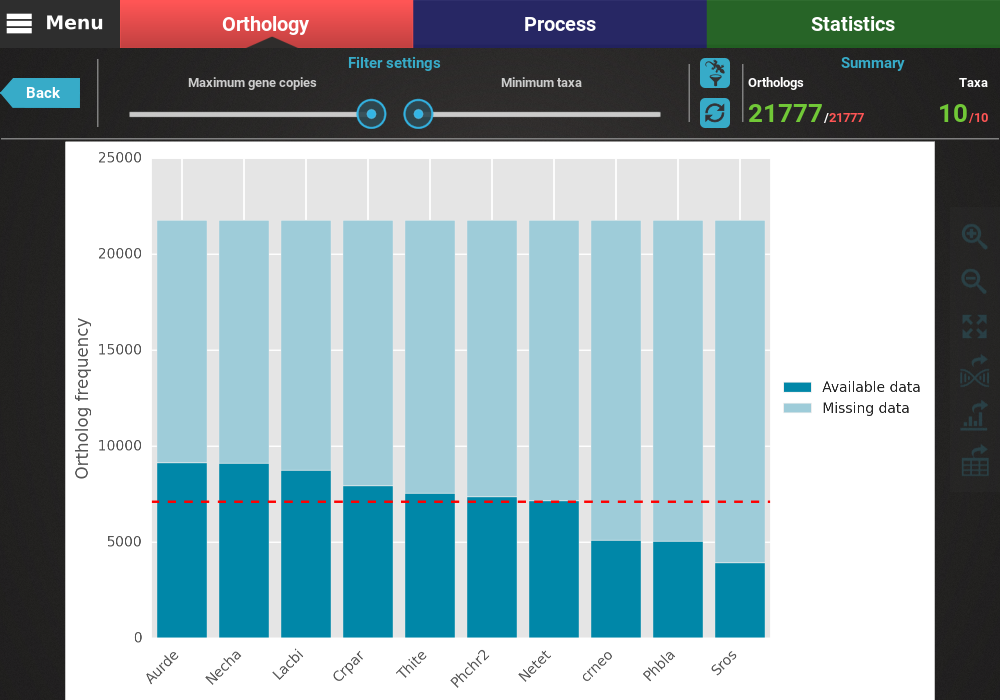 Menu
Orthology
Process
Statistics
Back
Filter settings
Maximum gene copies
Minimum taxa
Summary
Orthologs
Taxa
21777/21777
10/10
25000
20000
15000
10000
5000
0
Ortholog frequency
Available data
Missing data
Aurde
Necha
Lacbi
Crpar
Thite
Phchr2
Netet
crneo
Phbla
Sros